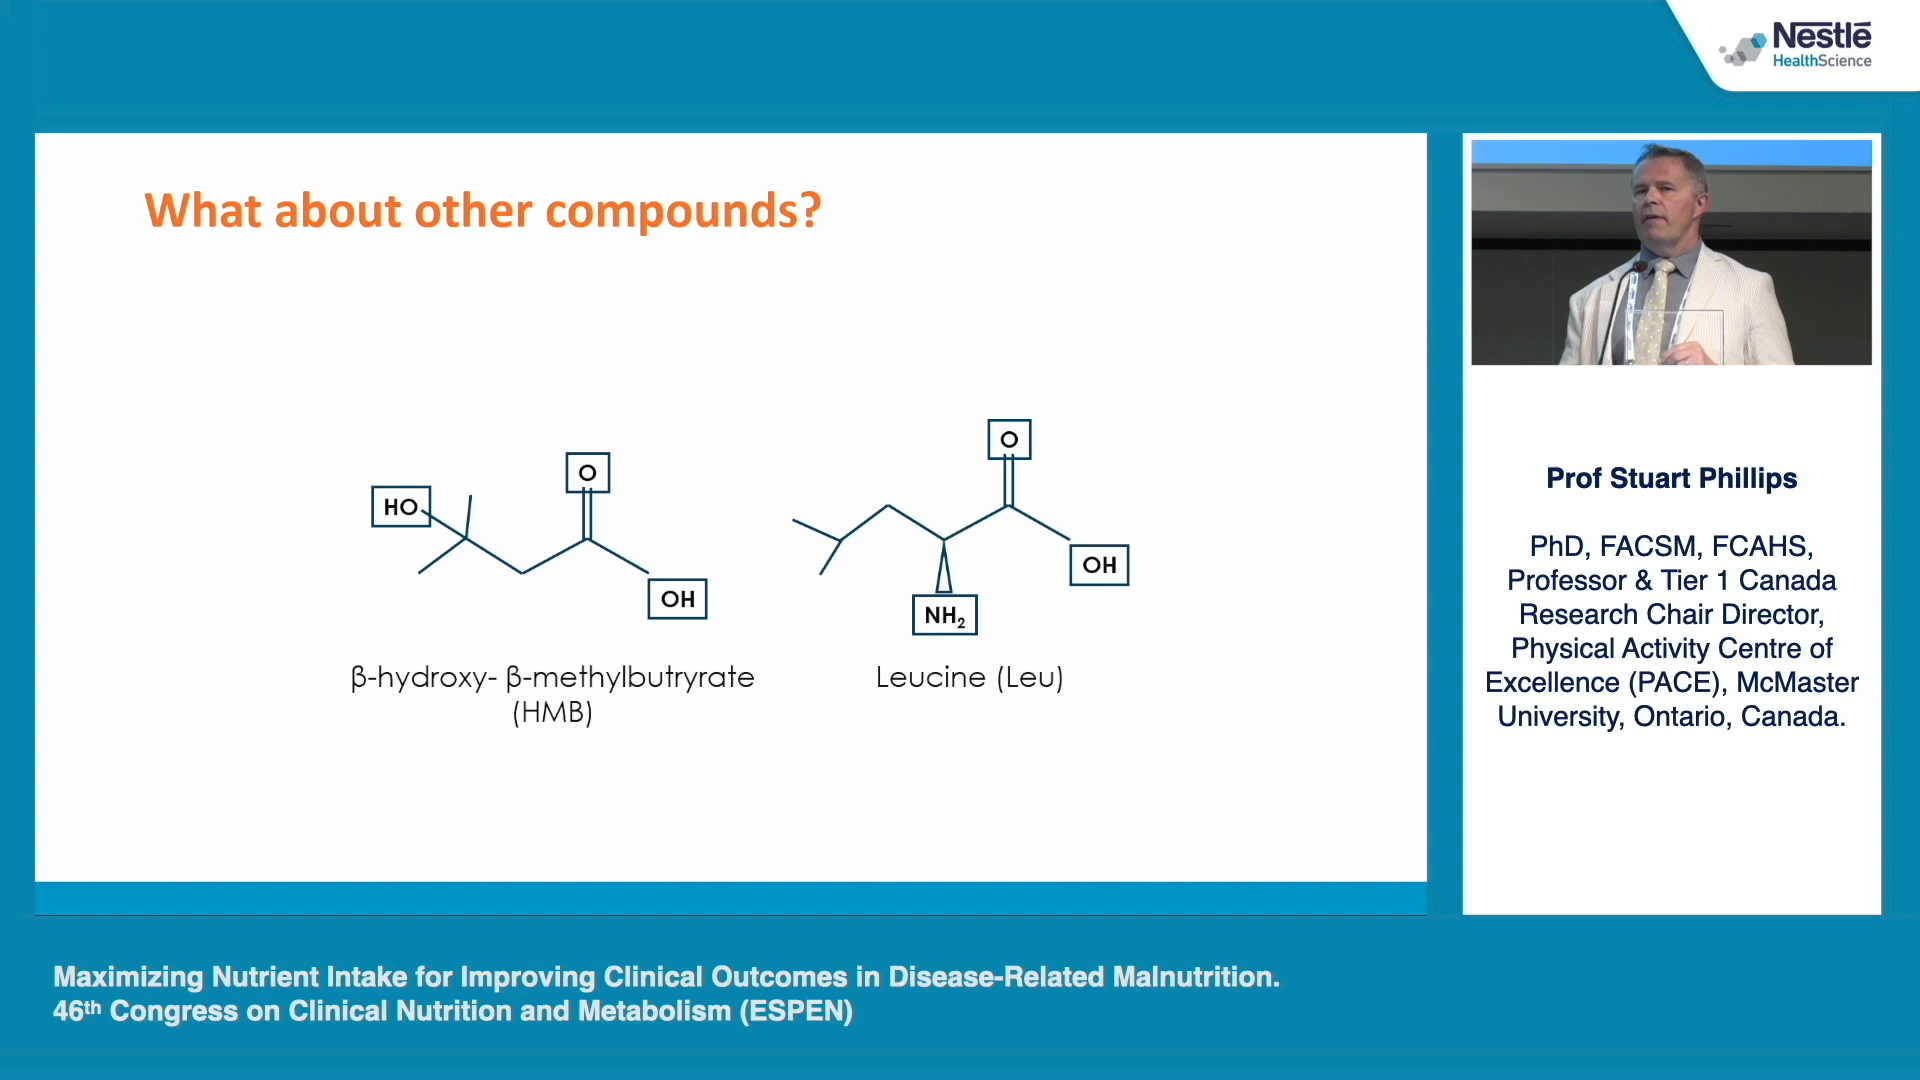 Nestlé
HealthScience
What about other compounds?
O
HO
OH
O
OH
NH₂
β-hydroxy- β-methylbutryrate
(HMB)
Leucine (Leu)
Prof Stuart Phillips
PhD, FACSM, FCAHS,
Professor & Tier 1 Canada
Research Chair Director,
Physical Activity Centre of
Excellence (PACE), McMaster
University, Ontario, Canada.
Maximizing Nutrient Intake for Improving Clinical Outcomes in Disease-Related Malnutrition.
46th Congress on Clinical Nutrition and Metabolism (ESPEN)